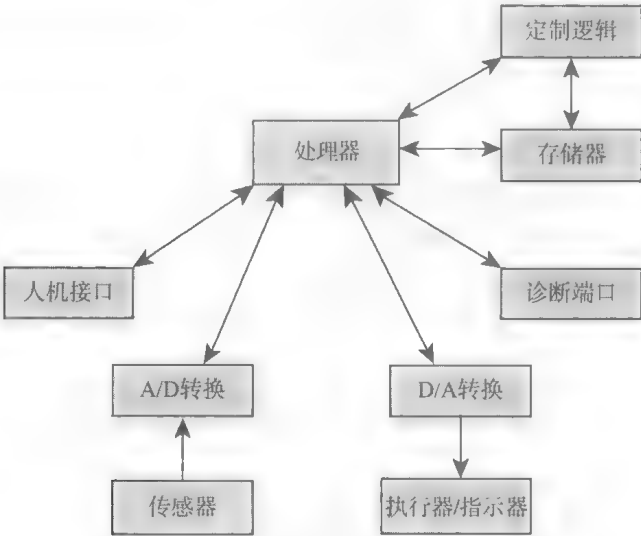 定制逻辑
处理器
存储器
人机接口
诊断端口
A/D转换
D/A转换
传感器
执行器/指示器